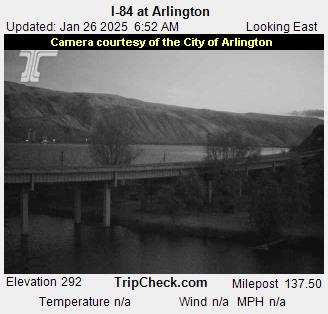 I-84 at Arlington
Updated: Jan 26 2025 6:52 AM Looking East
Camera courtesy of the City of Arlington
Elevation 292 TripCheck.com Milepost 137.50
Temperature n/a Wind n/a MPH n/a